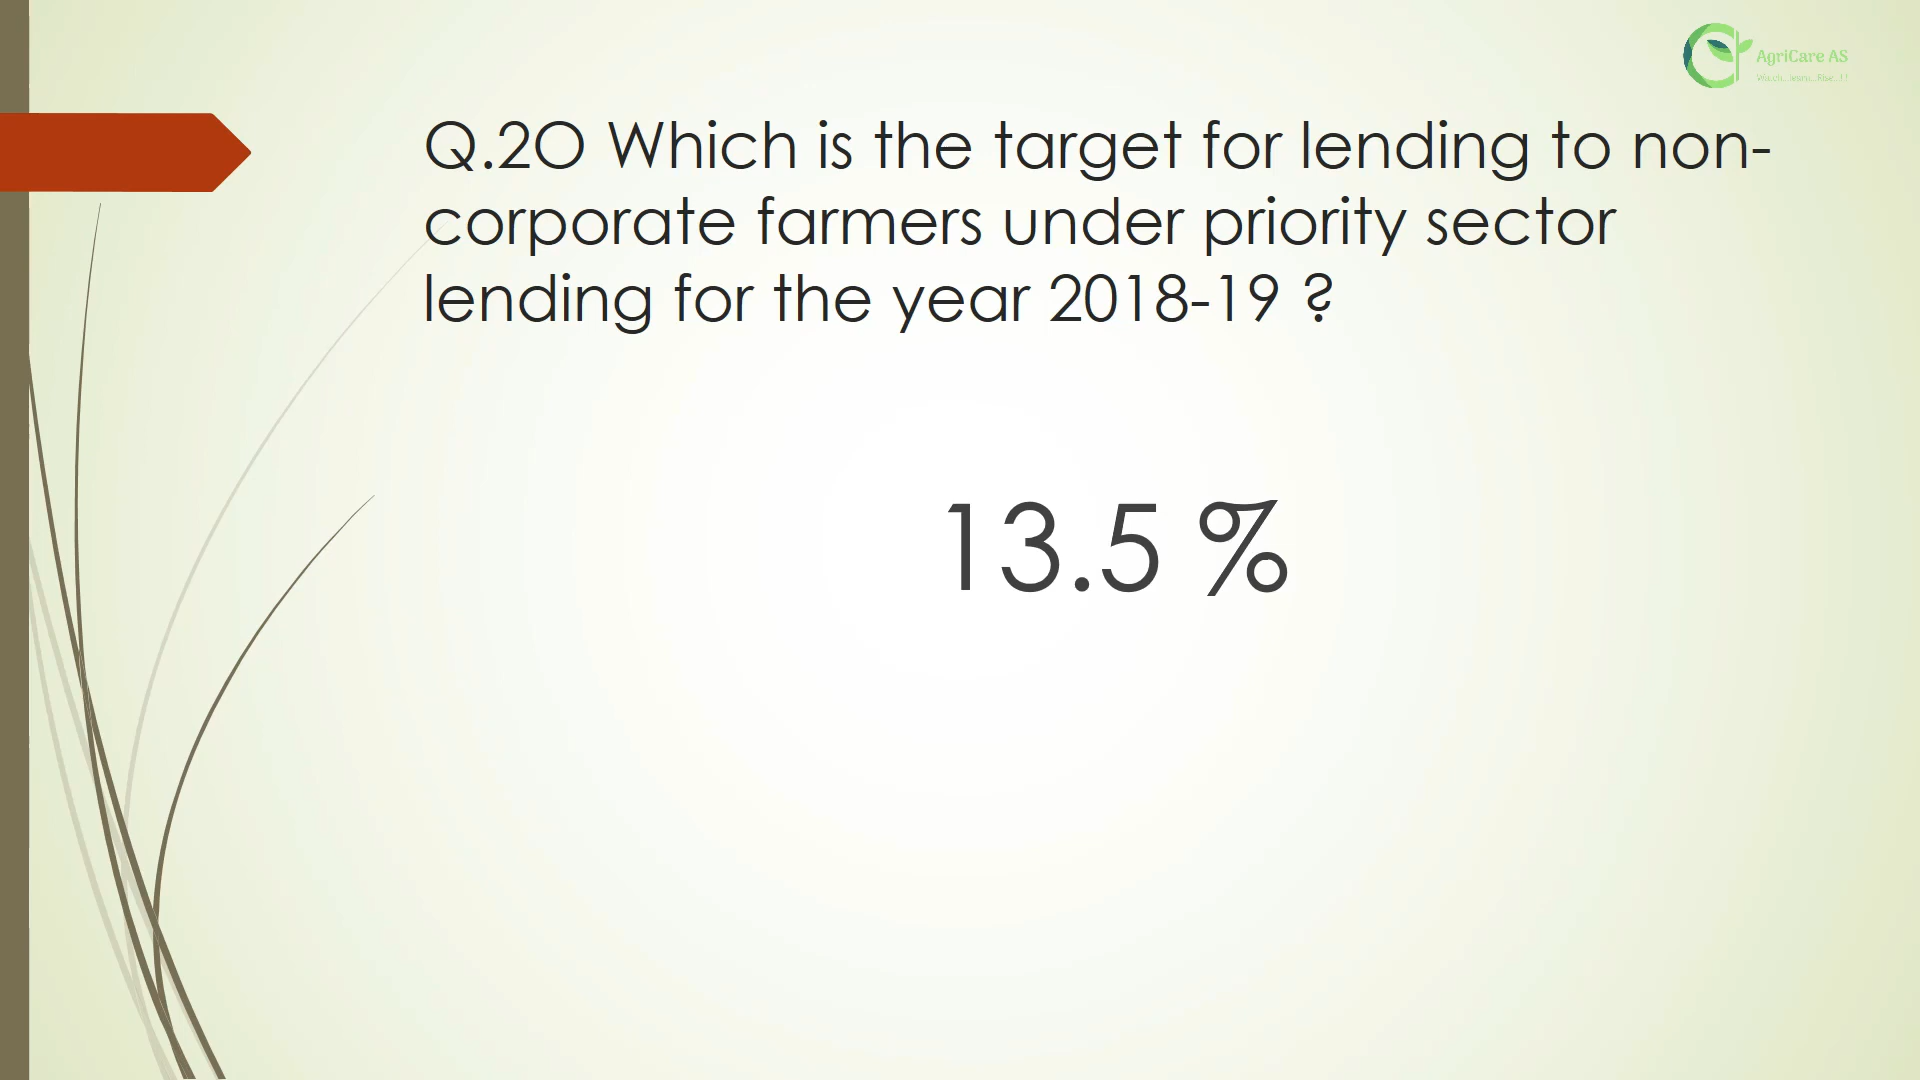 AgriCare AS
Q.2O Which is the target for lending to non-
corporate farmers under priority sector
lending for the year 2018-19 ?
13.5 %